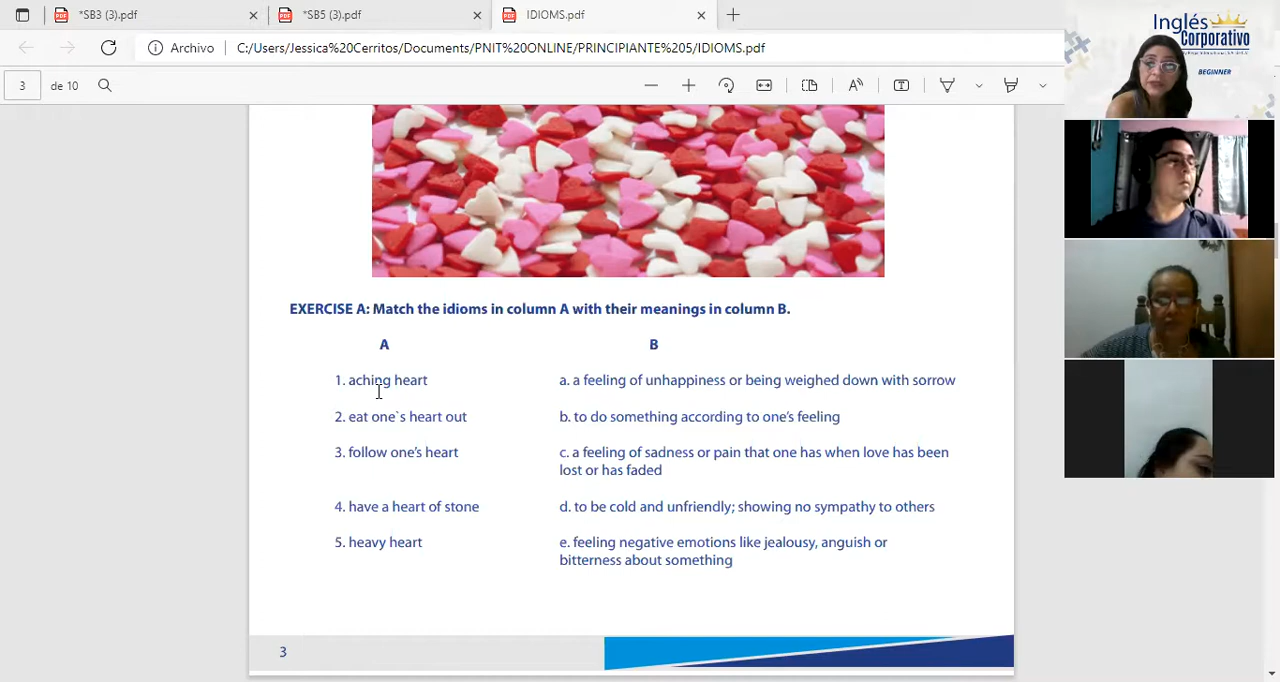 *SB3 (3).pdf
*SB5 (3).pdf
IDIOMS.pdf
Archivo
C:/Users/Jessica%20Cerritos/Documents/PNIT%20ONLINE/PRINCIPIANTE%205/IDIOMS.pdf
3 de 10
Inglés
Corporativo
BEGINNER
EXERCISE A: Match the idioms in column A with their meanings in column B.
A B
1. aching heart a. a feeling of unhappiness or being weighed down with sorrow
2. eat one`s heart out b. to do something according to one's feeling
3. follow one's heart c. a feeling of sadness or pain that one has when love has been
lost or has faded
4. have a heart of stone d. to be cold and unfriendly; showing no sympathy to others
5. heavy heart e. feeling negative emotions like jealousy, anguish or
bitterness about something
3